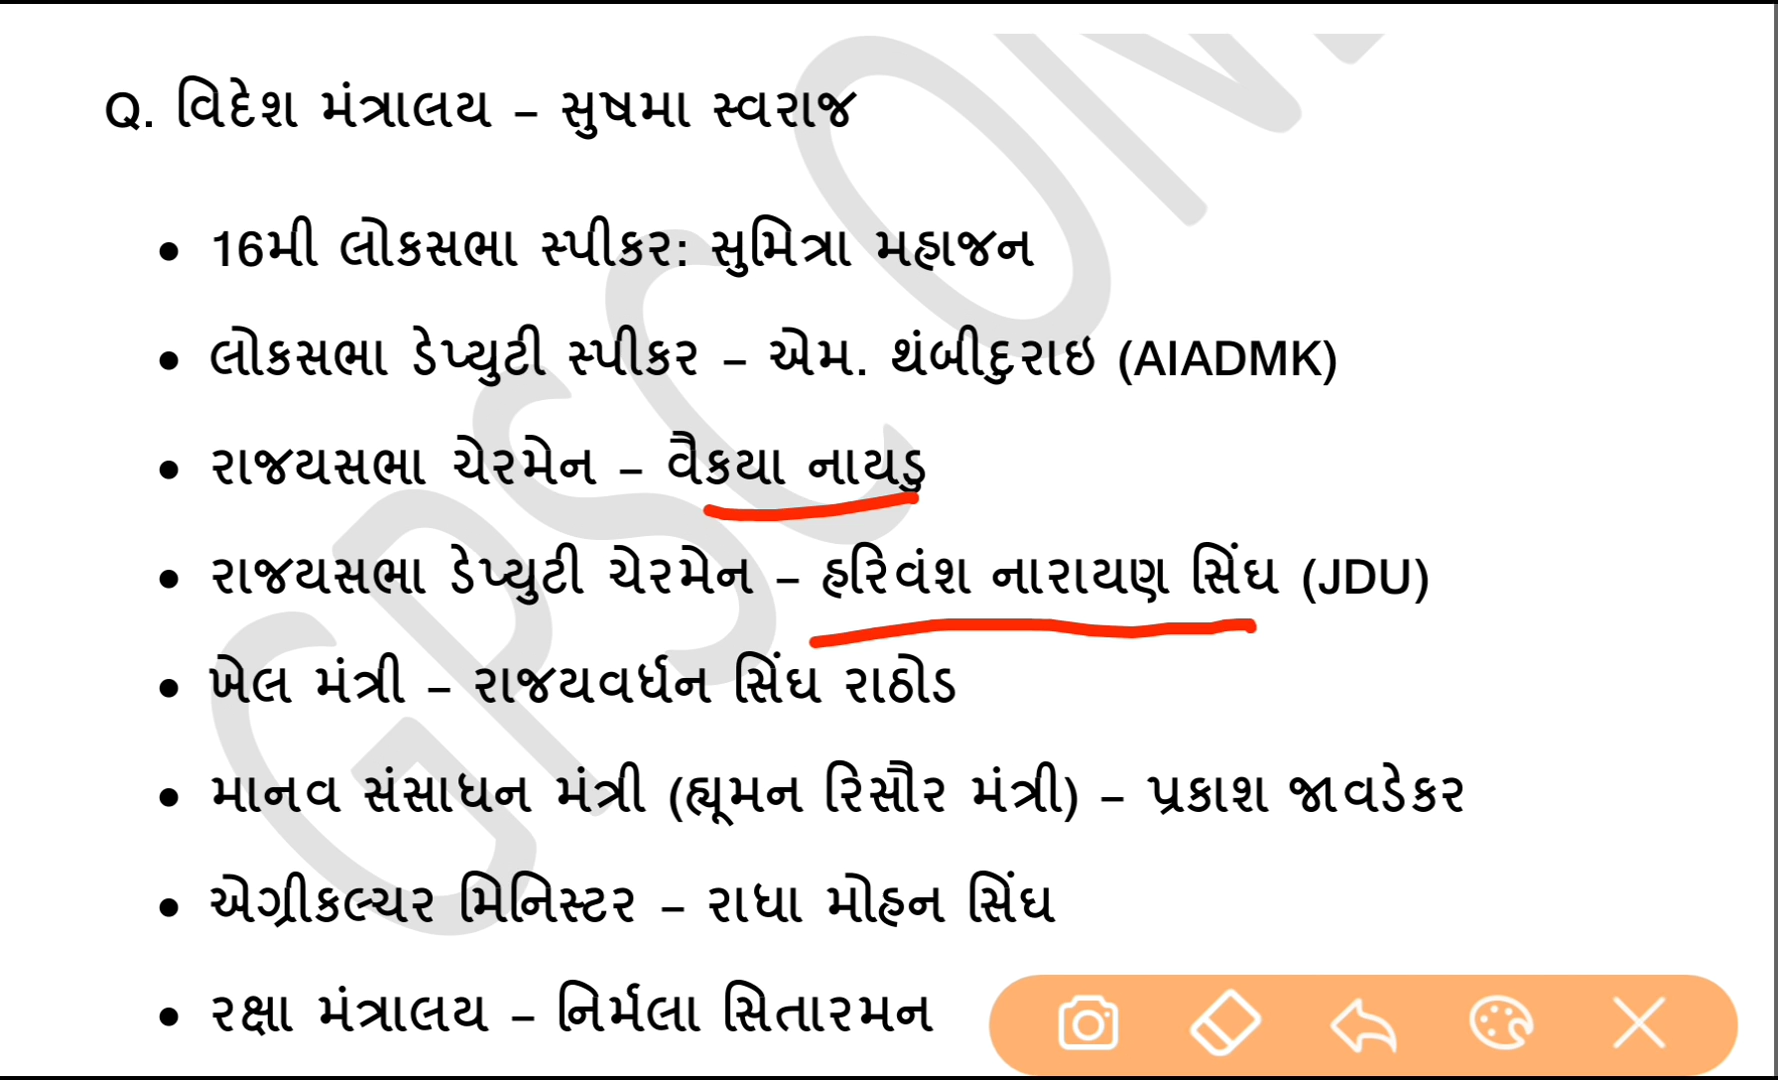 Q. વિદેશ મંત્રાલય – સુષમા સ્વરાજ
• 16મી લોકસભા સ્પીકર: સુમિત્રા મહાજન
• લોકસભા ડેપ્યુટી સ્પીકર – એમ. થંબીદુરાઇ (AIADMK)
• રાજયસભા ચેરમેન – વૈકયા નાયડુ
• રાજયસભા ડેપ્યુટી ચેરમેન – હરિવંશ નારાયણ સિંઘ (JDU)
• ખેલ મંત્રી – રાજયવર્ધન સિંઘ રાઠોડ
• માનવ સંસાધન મંત્રી (હ્યૂમન રિસૌર મંત્રી) – પ્રકાશ જાવડેકર
• એગ્રીકલ્ચર મિનિસ્ટર – રાધા મોહન સિંઘ
• રક્ષા મંત્રાલય – નિર્મલા સિતારમન
GPSC ON